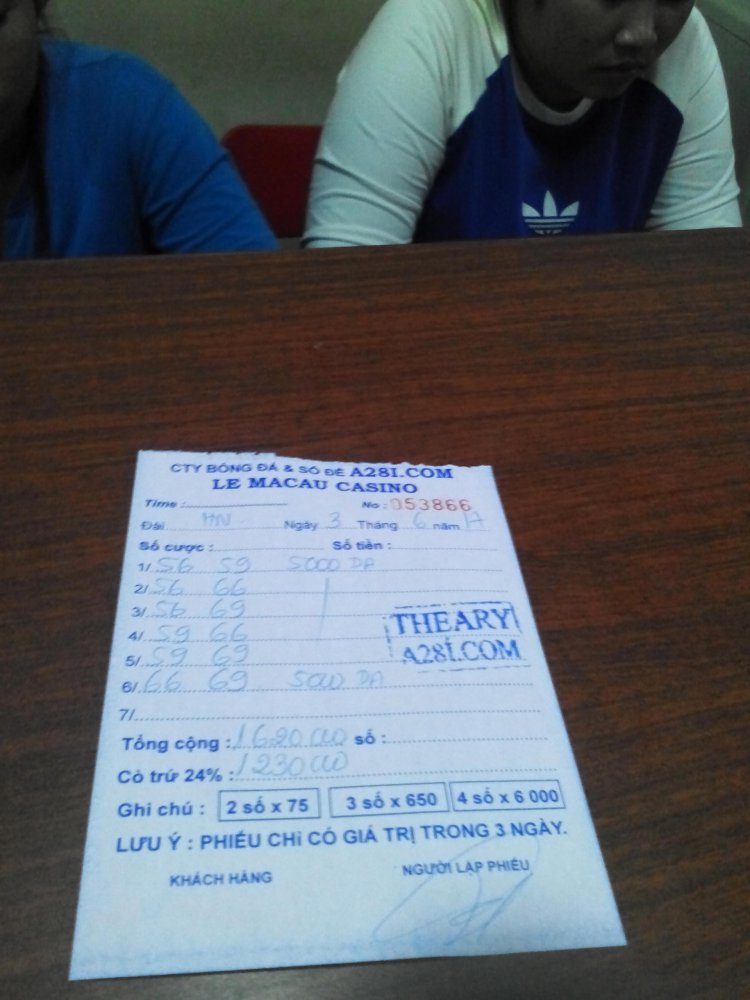 CTY BÓNG ĐÁ & SỐ ĐỀ A28I.COM
LE MACAU CASINO
Time : No : 053866
Đài HN Ngày 3 Tháng 6 năm 17
Số cược : Số tiền :
1/ 56 59 5000 DA
2/ 56 66
3/ 56 69
4/ 59 66
5/ 59 69
6/ 66 69 5000 DA
7/
THEARY
A28I.COM
Tổng cộng : 1620000 số :
Cò trừ 24% : 1230000
Ghi chú : 2 số x 75 3 số x 650 4 số x 6 000
LƯU Ý : PHIẾU CHỈ CÓ GIÁ TRỊ TRONG 3 NGÀY.
KHÁCH HÀNG NGƯỜI LẬP PHIẾU